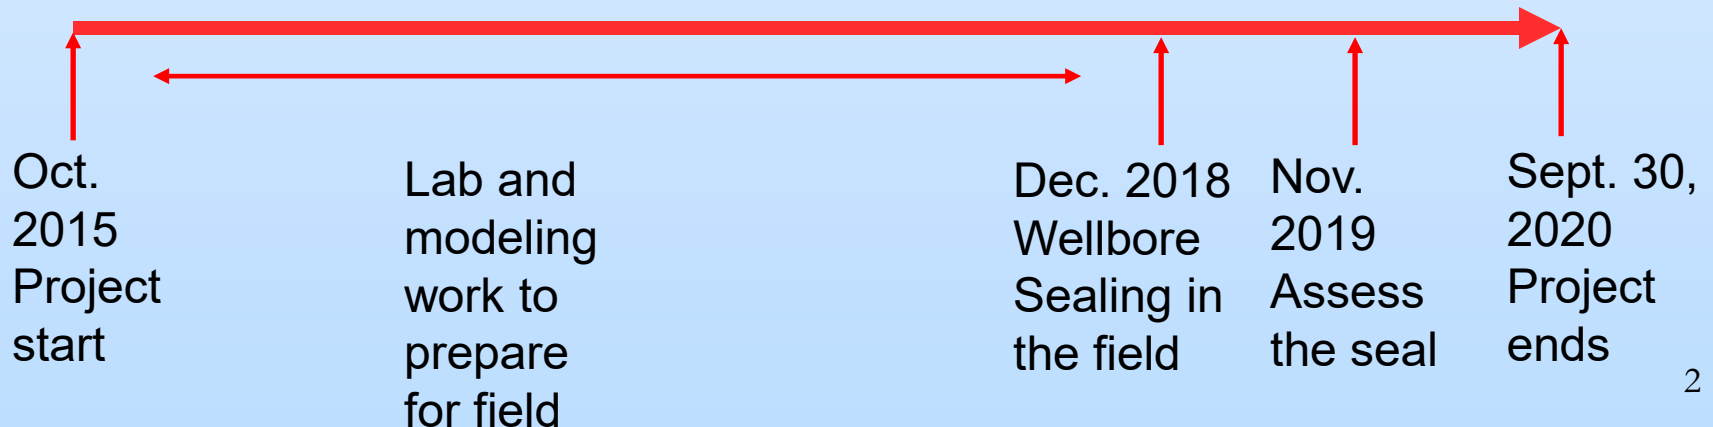 Oct.
2015
Project
start
Lab and
modeling
work to
prepare
for field
Dec. 2018
Wellbore
Sealing in
the field
Nov.
2019
Assess
the seal
Sept. 30,
2020
Project
ends
2